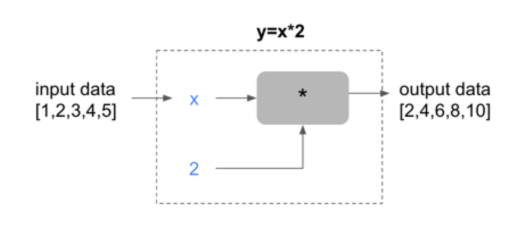 y=x*2
input data
[1,2,3,4,5]
x
*
output data
[2,4,6,8,10]
2